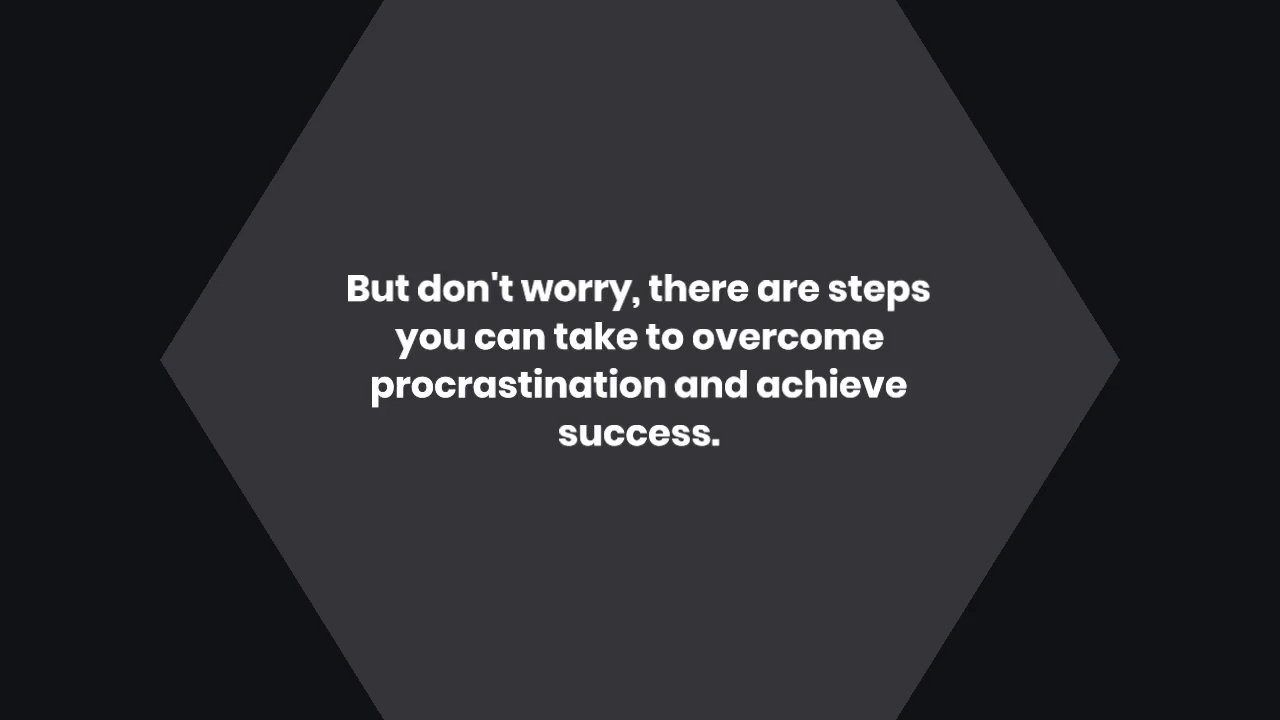 But don't worry, there are steps
you can take to overcome
procrastination and achieve
success.